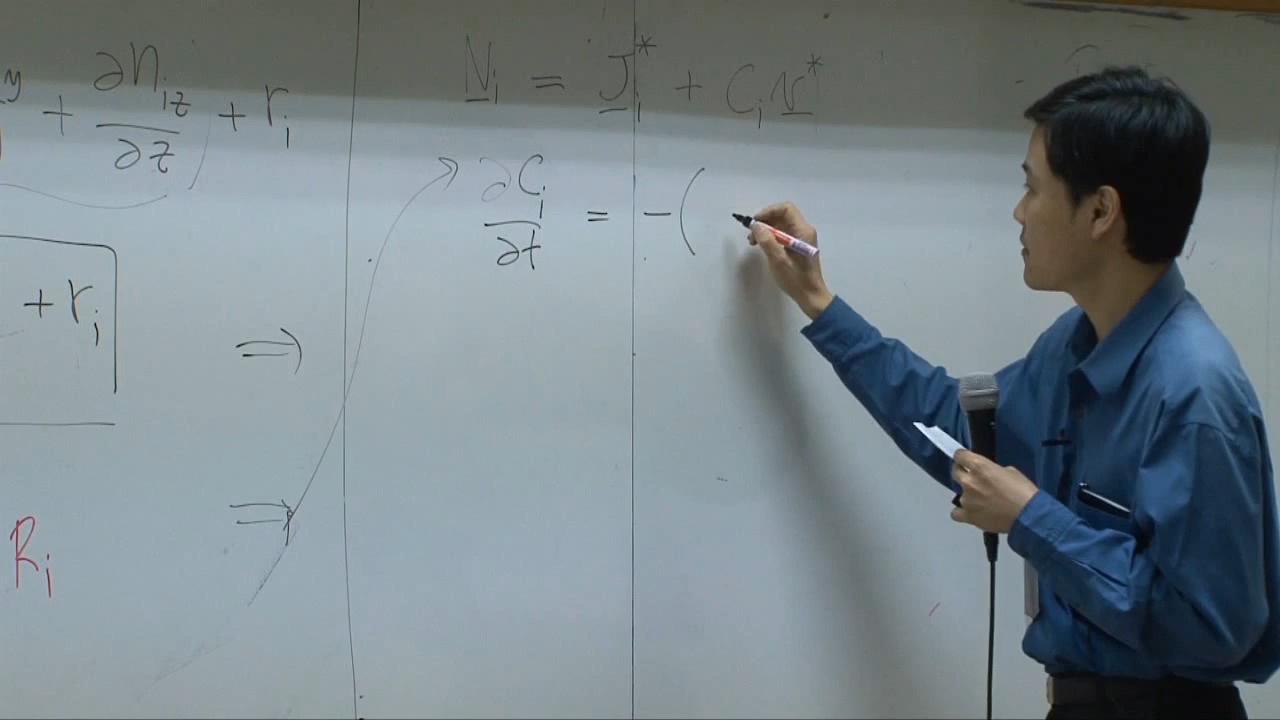 y + ∂n_iz/∂z + r_i
N_i = J_i^* + C_i v^*
∂C_i/∂t = - (
+ r_i
⇒
⇒
R_i